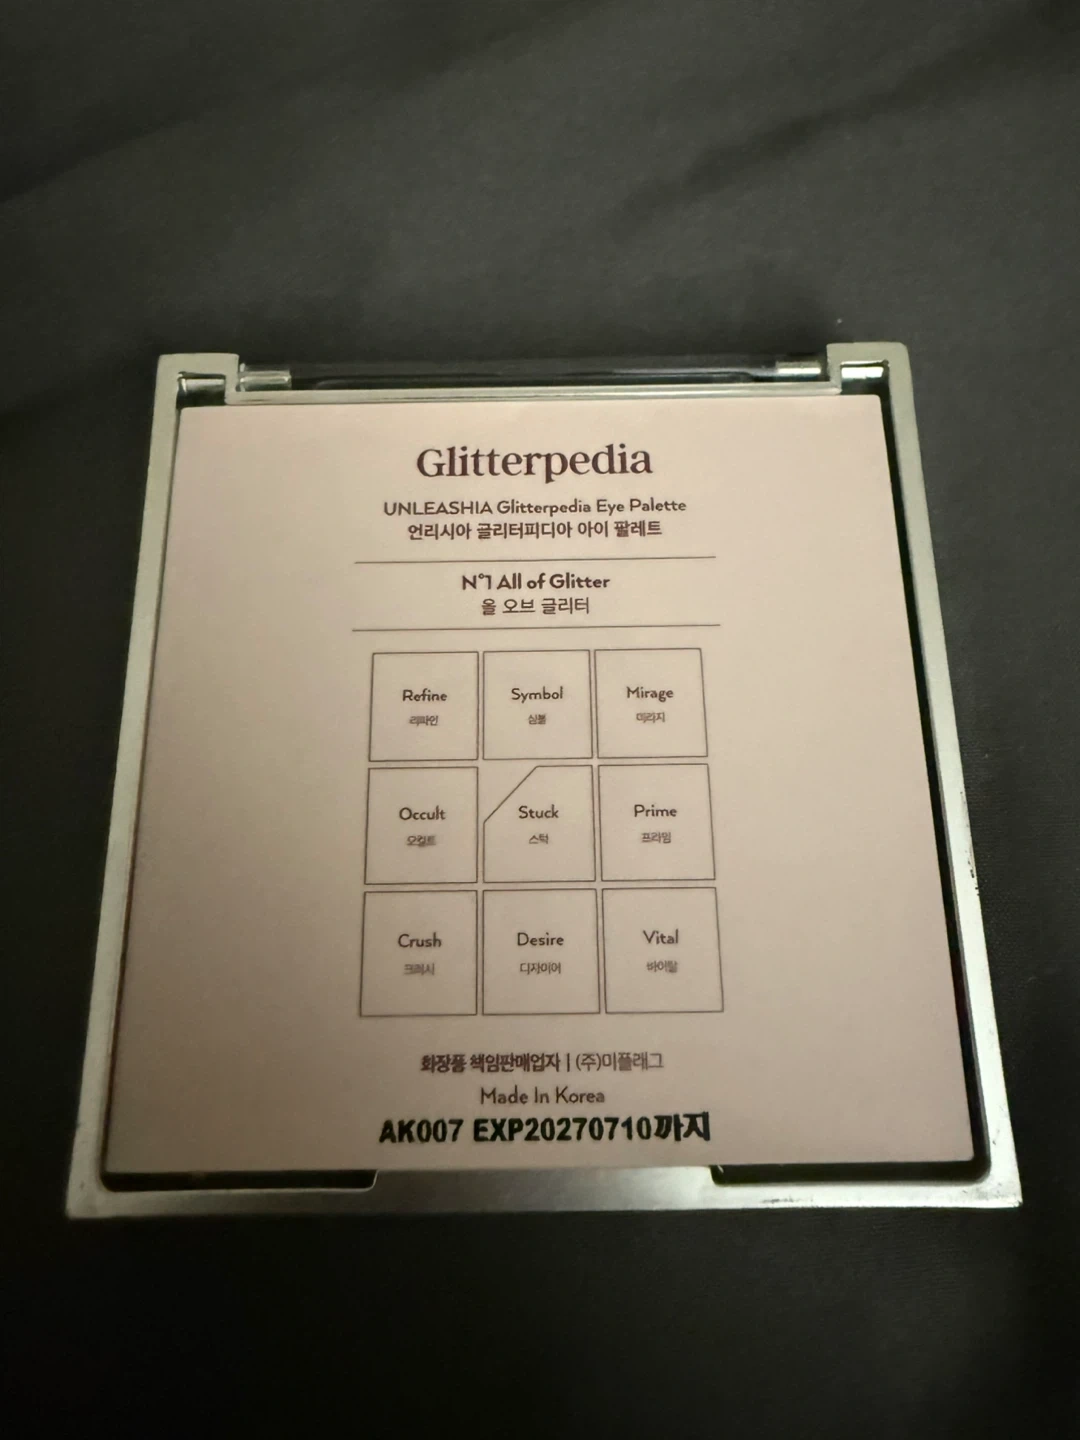 Glitterpedia
UNLEASHIA Glitterpedia Eye Palette
언리시아 글리터피디아 아이 팔레트
N°1 All of Glitter
올 오브 글리터
Refine
리파인
Symbol
심볼
Mirage
미라지
Occult
오컬트
Stuck
스턱
Prime
프라임
Crush
크러시
Desire
디자이어
Vital
바이탈
화장품 책임판매업자 | (주)미플래그
Made In Korea
AK007 EXP20270710까지